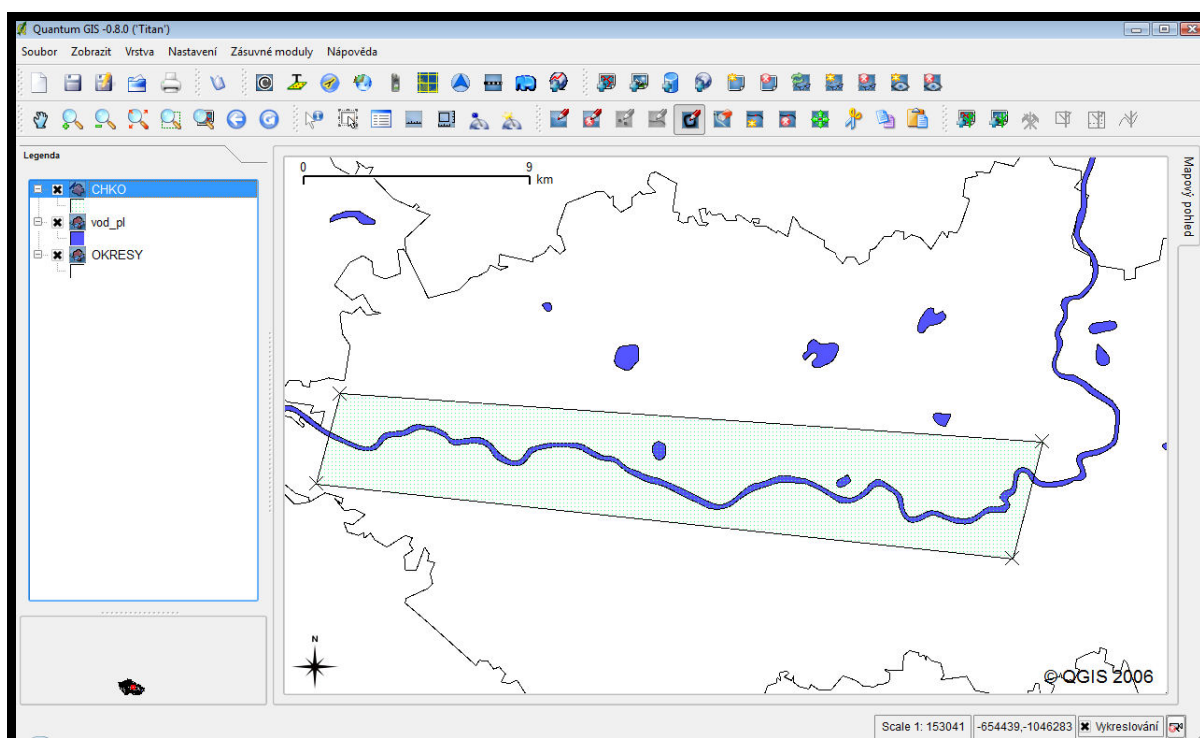 Quantum GIS -0.8.0 ('Titan')
Soubor Zobrazit Vrstva Nastavení Zásuvné moduly Nápověda
Legenda
CHKO
vod_pl
OKRESY
0 9
km
Mapový pohled
N
© QGIS 2006
Scale 1: 153041 -654439,-1046283 Vykreslování